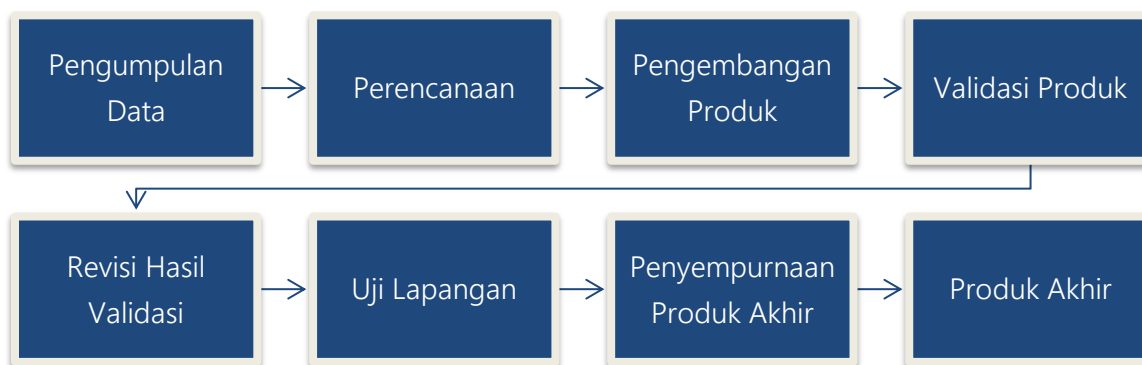 Pengumpulan
Data
Perencanaan
Pengembangan
Produk
Validasi Produk
Revisi Hasil
Validasi
Uji Lapangan
Penyempurnaan
Produk Akhir
Produk Akhir